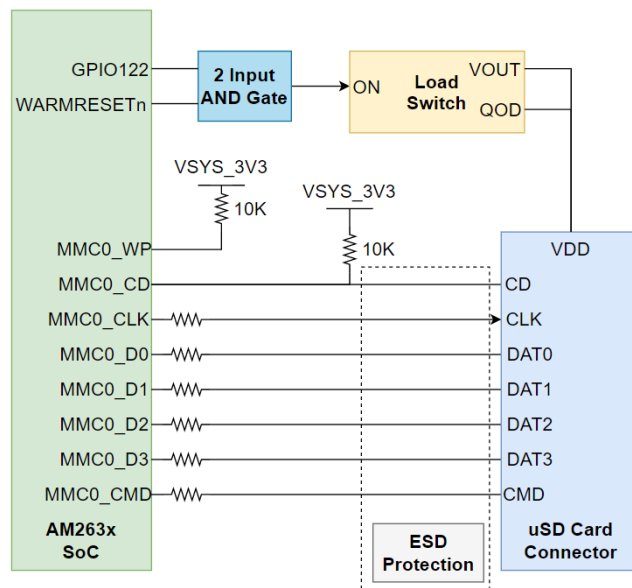 GPIO122
WARMRESETn
2 Input
AND Gate
ON
Load
Switch
VOUT
QOD
VSYS_3V3
10K
VSYS_3V3
10K
VDD
MMC0_WP
MMC0_CD
CD
MMC0_CLK
CLK
MMC0_D0
DAT0
MMC0_D1
DAT1
MMC0_D2
DAT2
MMC0_D3
DAT3
MMC0_CMD
CMD
AM263x
SoC
ESD
Protection
uSD Card
Connector